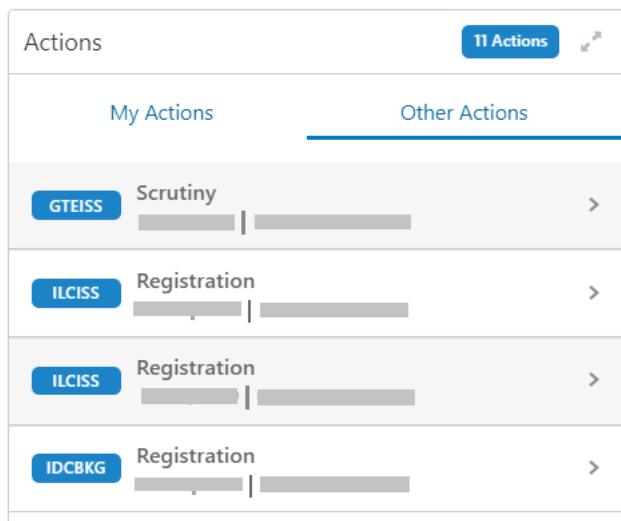 Actions
11 Actions
My Actions
Other Actions
GTEISS
Scrutiny
ILCISS
Registration
ILCISS
Registration
IDCBKG
Registration